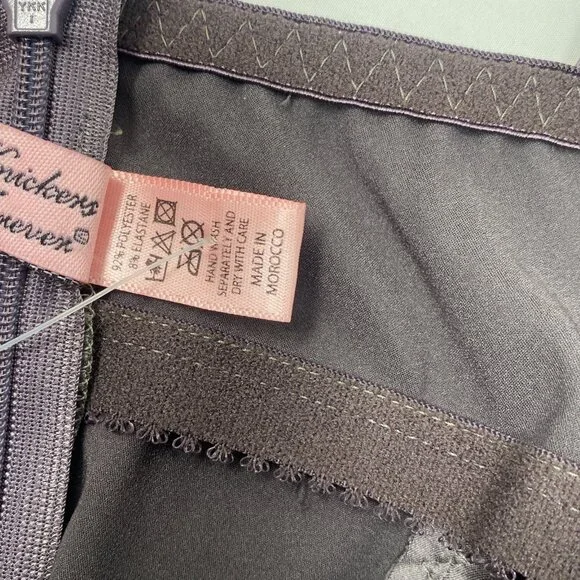 YKK
Knickers
Forever®
92% POLYESTER
8% ELASTANE
HAND WASH
SEPARATELY AND
DRY WITH CARE
MADE IN
MOROCCO